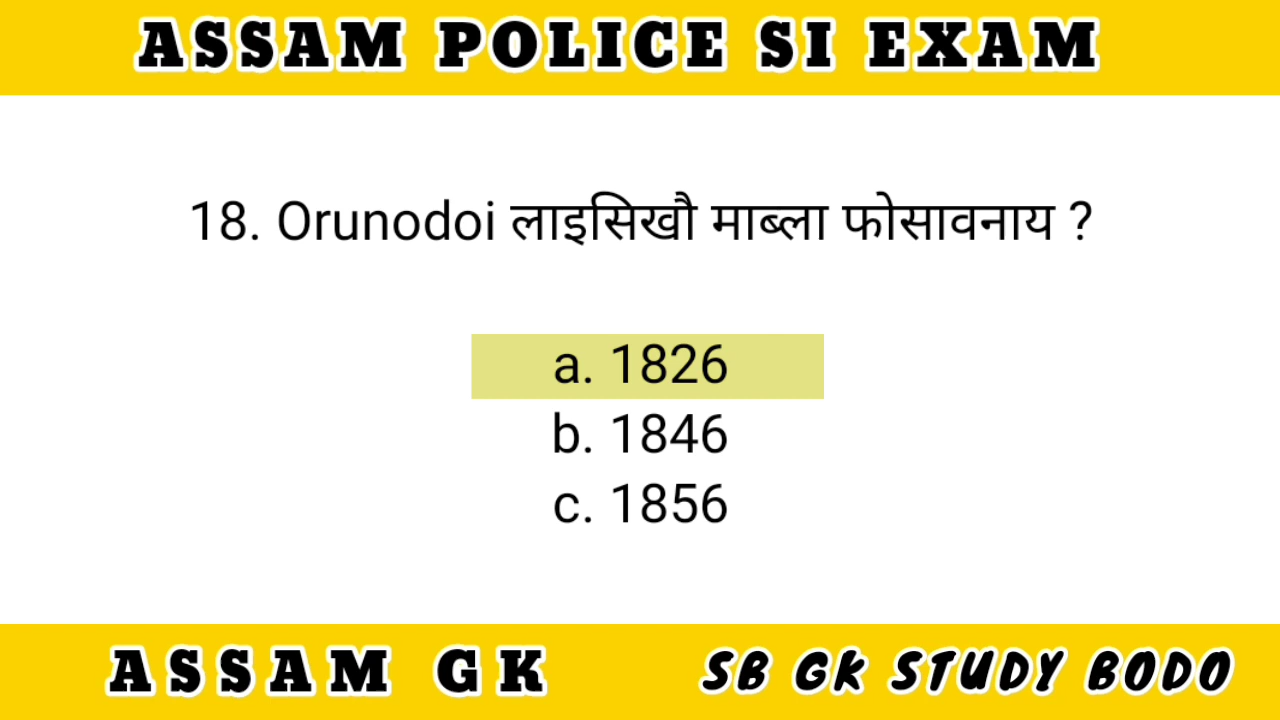 ASSAM POLICE SI EXAM
18. Orunodoi लाइसिखौ माब्ला फोसावनाय ?
a. 1826
b. 1846
c. 1856
ASSAM GK SB GK STUDY BODO